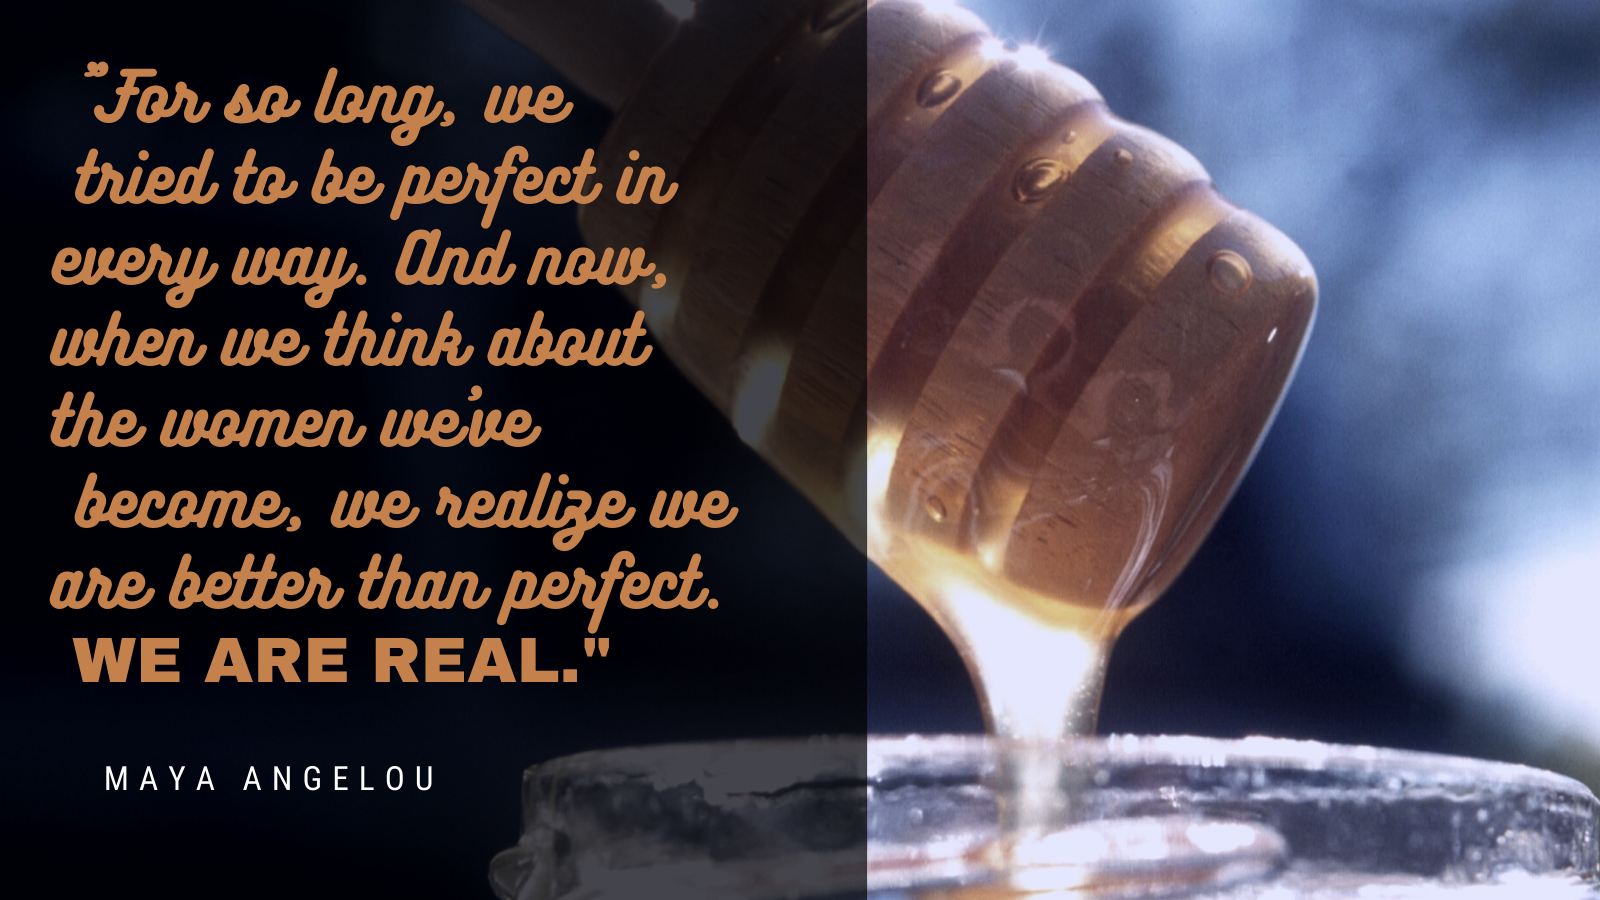 "For so long, we
tried to be perfect in
every way. And now,
when we think about
the women we've
become, we realize we
are better than perfect.
WE ARE REAL."
MAYA ANGELOU